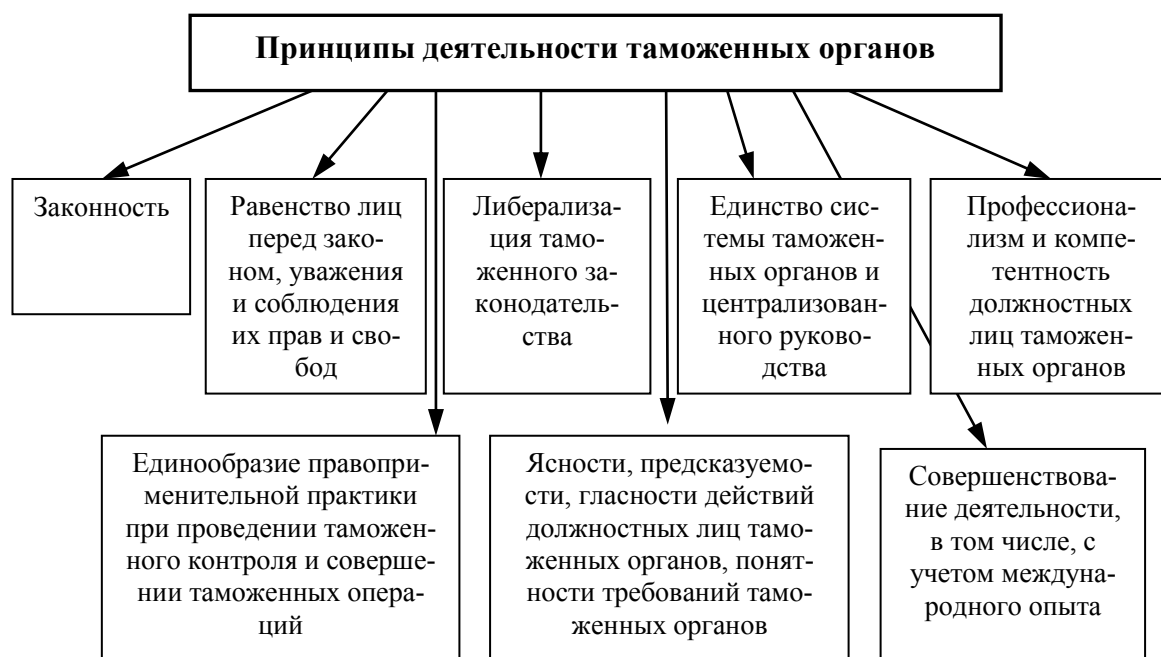 Принципы деятельности таможенных органов
Законность
Равенство лиц
перед зако-
ном, уважения
и соблюдения
их прав и сво-
бод
Либерализа-
ция тамо-
женного за-
конодатель-
ства
Единство сис-
темы таможен-
ных органов и
централизован-
ного руково-
дства
Профессиона-
лизм и компе-
тентность
должностных
лиц таможен-
ных органов
Единообразие правопри-
менительной практики
при проведении таможен-
ного контроля и соверше-
нии таможенных опера-
ций
Ясности, предсказуемо-
сти, гласности действий
должностных лиц тамо-
женных органов, понят-
ности требований тамо-
женных органов
Совершенствова-
ние деятельности,
в том числе, с
учетом междуна-
родного опыта